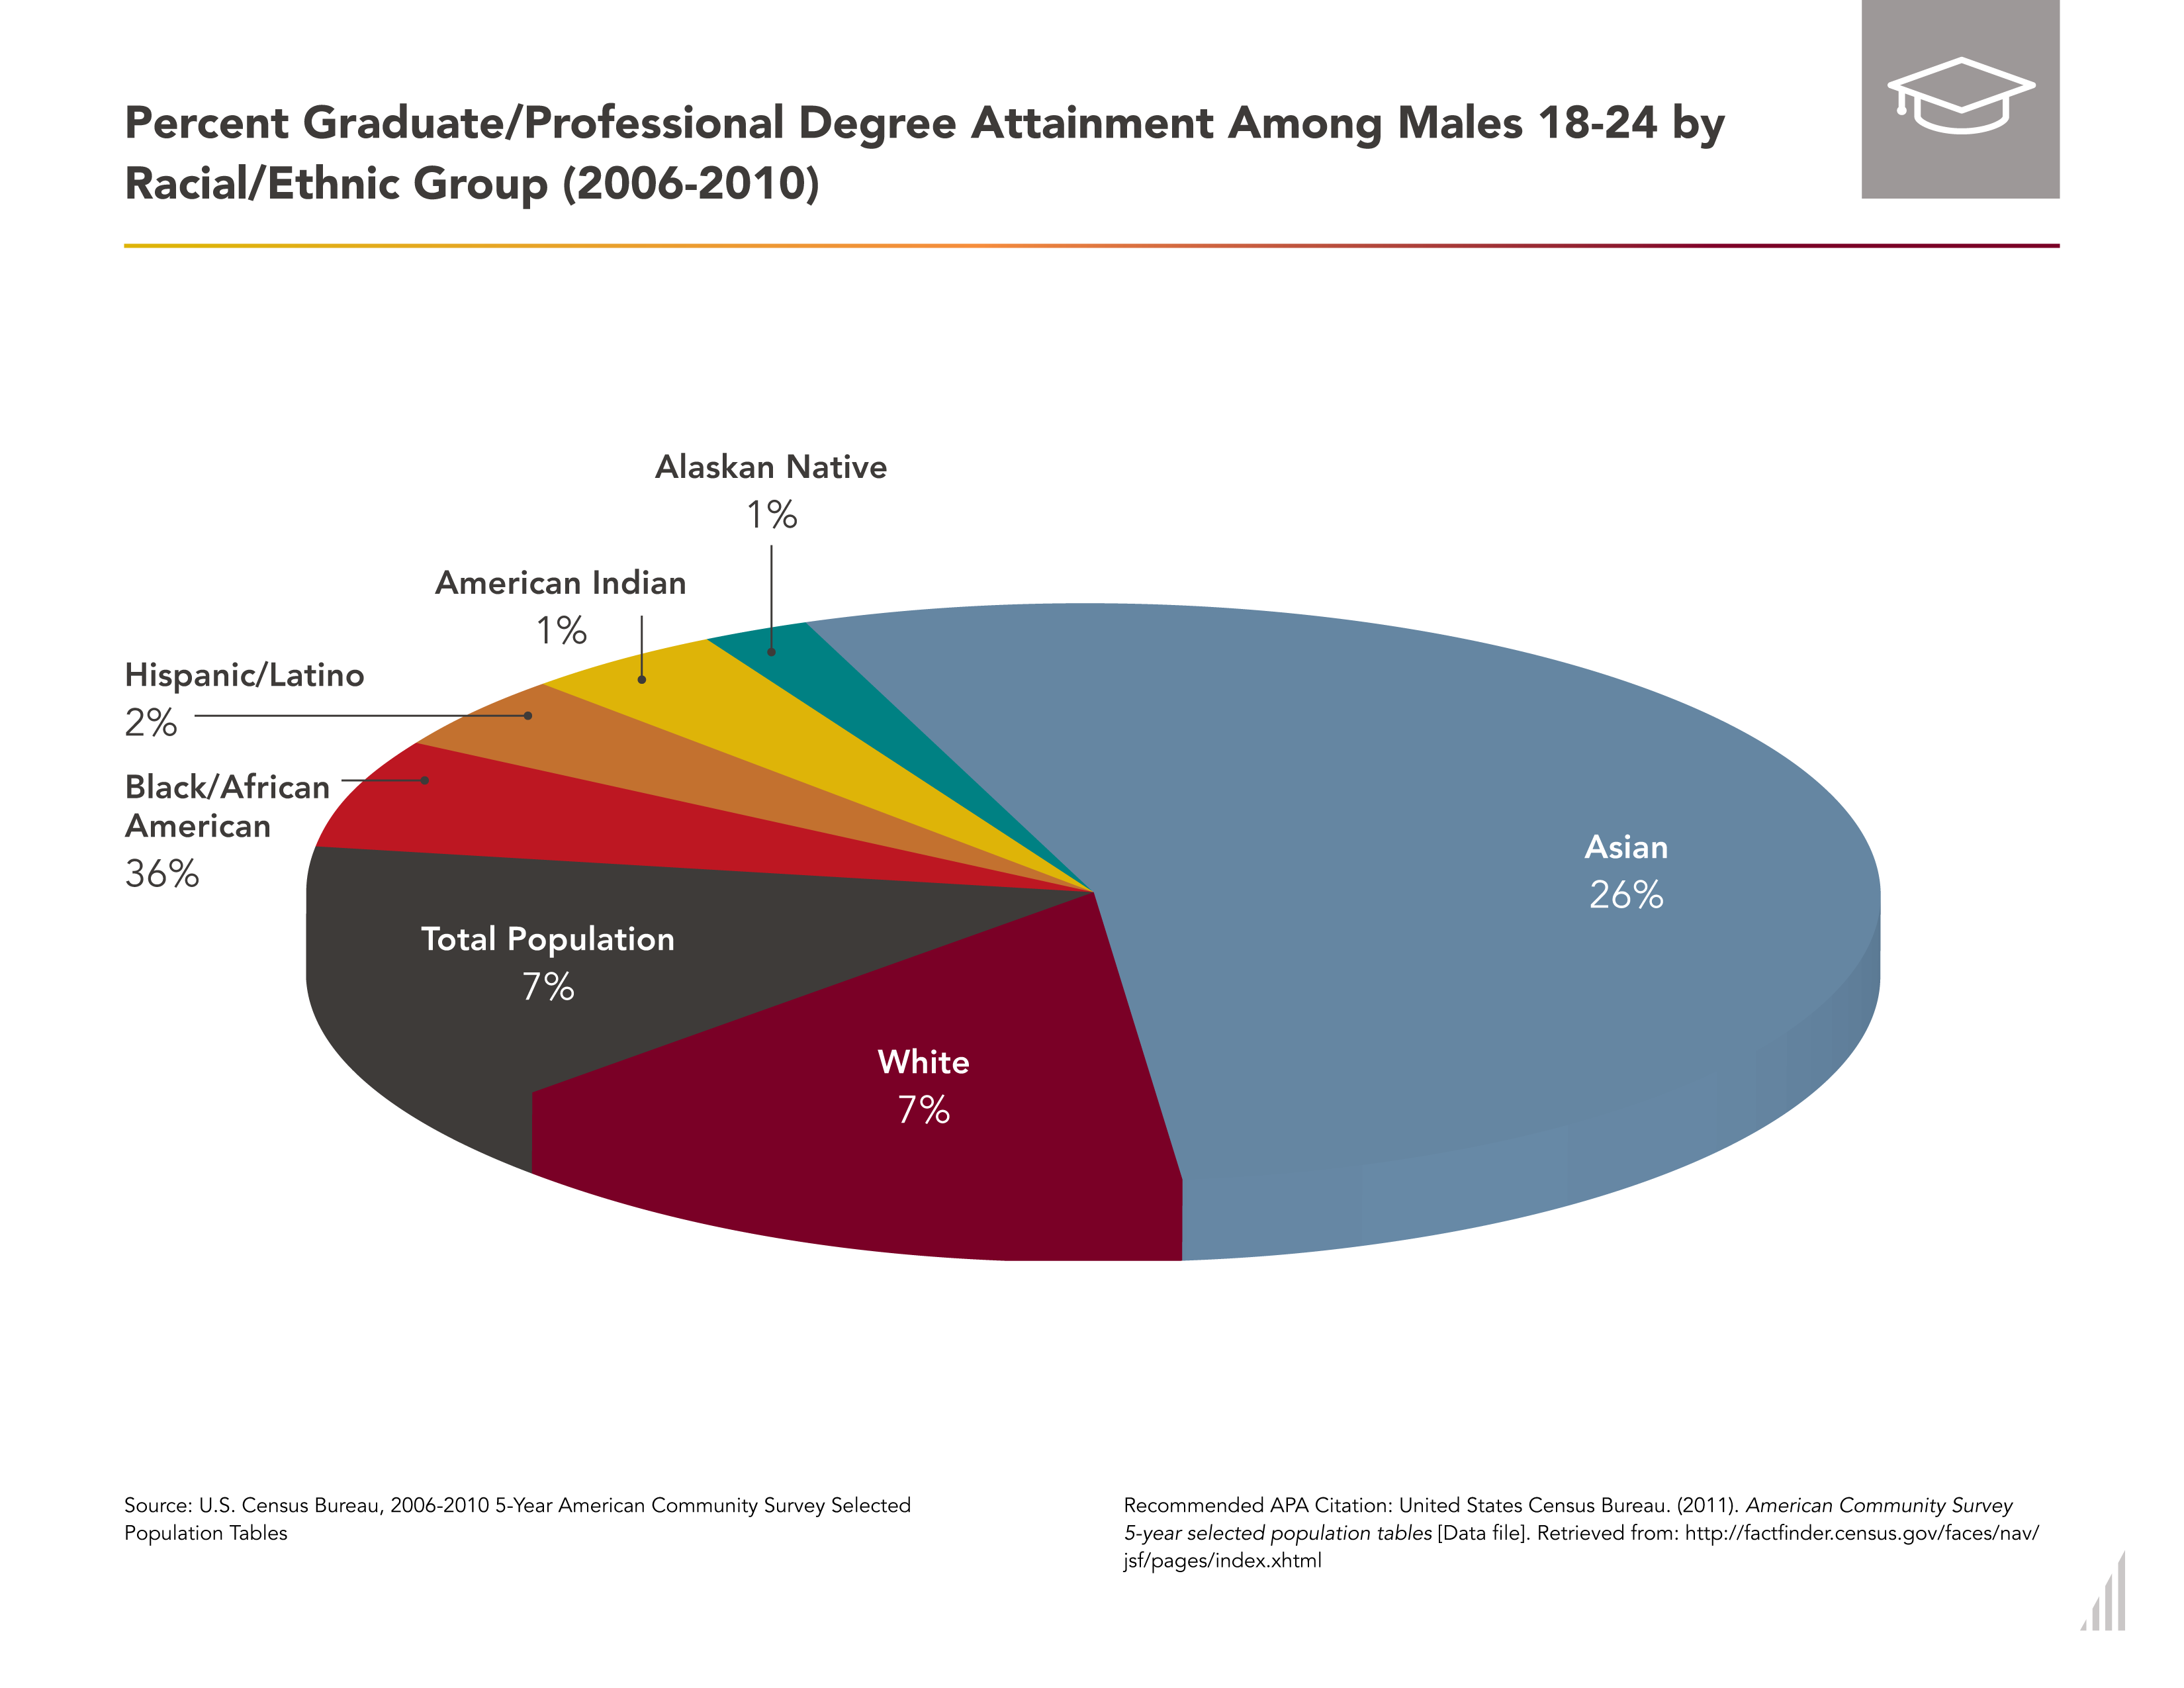 Percent Graduate/Professional Degree Attainment Among Males 18-24 by
Racial/Ethnic Group (2006-2010)
Alaskan Native
1%
American Indian
1%
Hispanic/Latino
2%
Black/African
American
36%
Asian
26%
Total Population
7%
White
7%
Source: U.S. Census Bureau, 2006-2010 5-Year American Community Survey Selected
Population Tables
Recommended APA Citation: United States Census Bureau. (2011). American Community Survey
5-year selected population tables [Data file]. Retrieved from: http://factfinder.census.gov/faces/nav/
jsf/pages/index.xhtml